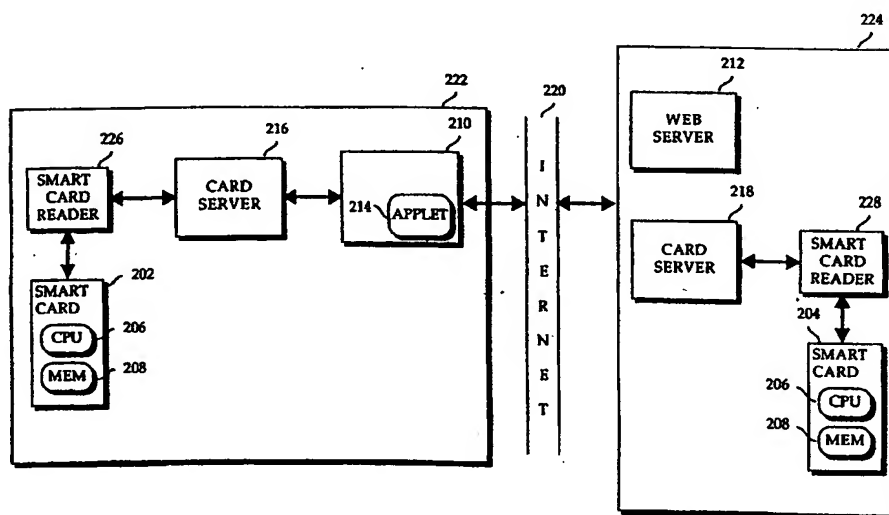 224
222
220
212
226
216
210
WEB
SERVER
SMART
CARD
READER
CARD
SERVER
214
APPLET
INTERNET
218
228
CARD
SERVER
SMART
CARD
READER
202
SMART
CARD
206
CPU
208
MEM
204
SMART
CARD
206
CPU
208
MEM